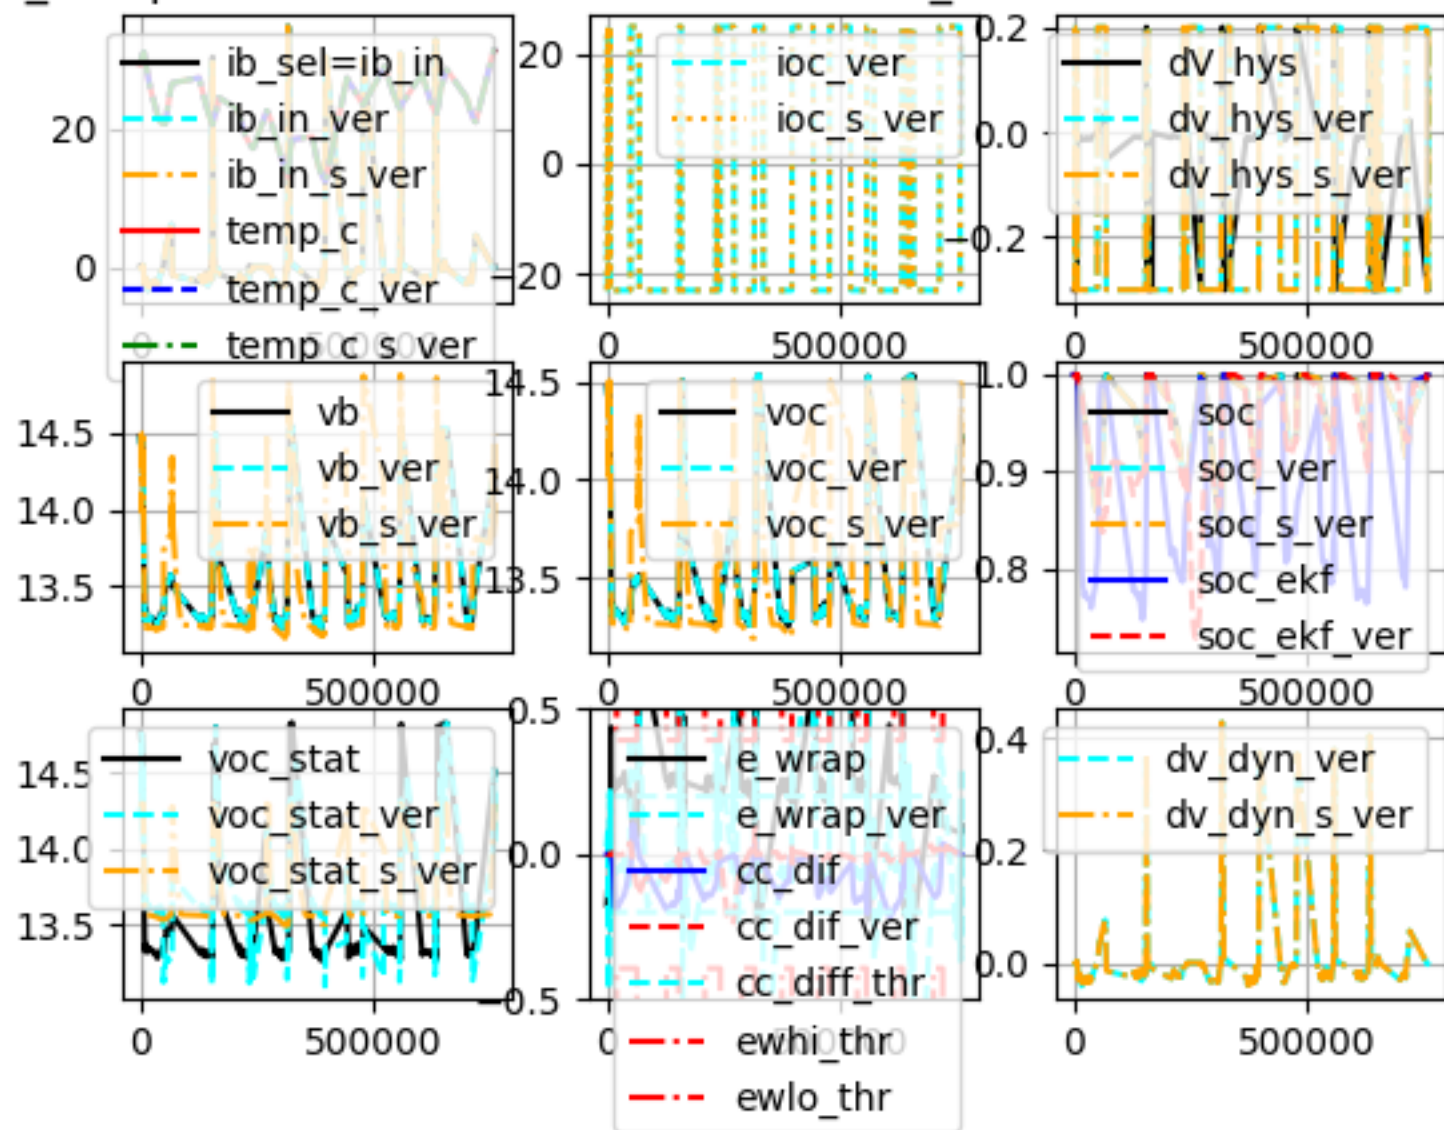 ib_sel=ib_in
ib_in_ver
ib_in_s_ver
temp_c
temp_c_ver
temp_c_s_ver
20
0
0
500000
ioc_ver
ioc_s_ver
20
0
−20
0
500000
dV_hys
dv_hys_ver
dv_hys_s_ver
0.2
0.0
−0.2
0
500000
vb
vb_ver
vb_s_ver
14.5
14.0
13.5
0
500000
voc
voc_ver
voc_s_ver
14.5
14.0
13.5
0
500000
soc
soc_ver
soc_s_ver
soc_ekf
soc_ekf_ver
1.0
0.9
0.8
0
500000
voc_stat
voc_stat_ver
voc_stat_s_ver
14.5
14.0
13.5
0
500000
e_wrap
e_wrap_ver
cc_dif
cc_dif_ver
cc_diff_thr
ewhi_thr
ewlo_thr
0.5
0.0
−0.5
0
500000
dv_dyn_ver
dv_dyn_s_ver
0.4
0.2
0.0
0
500000